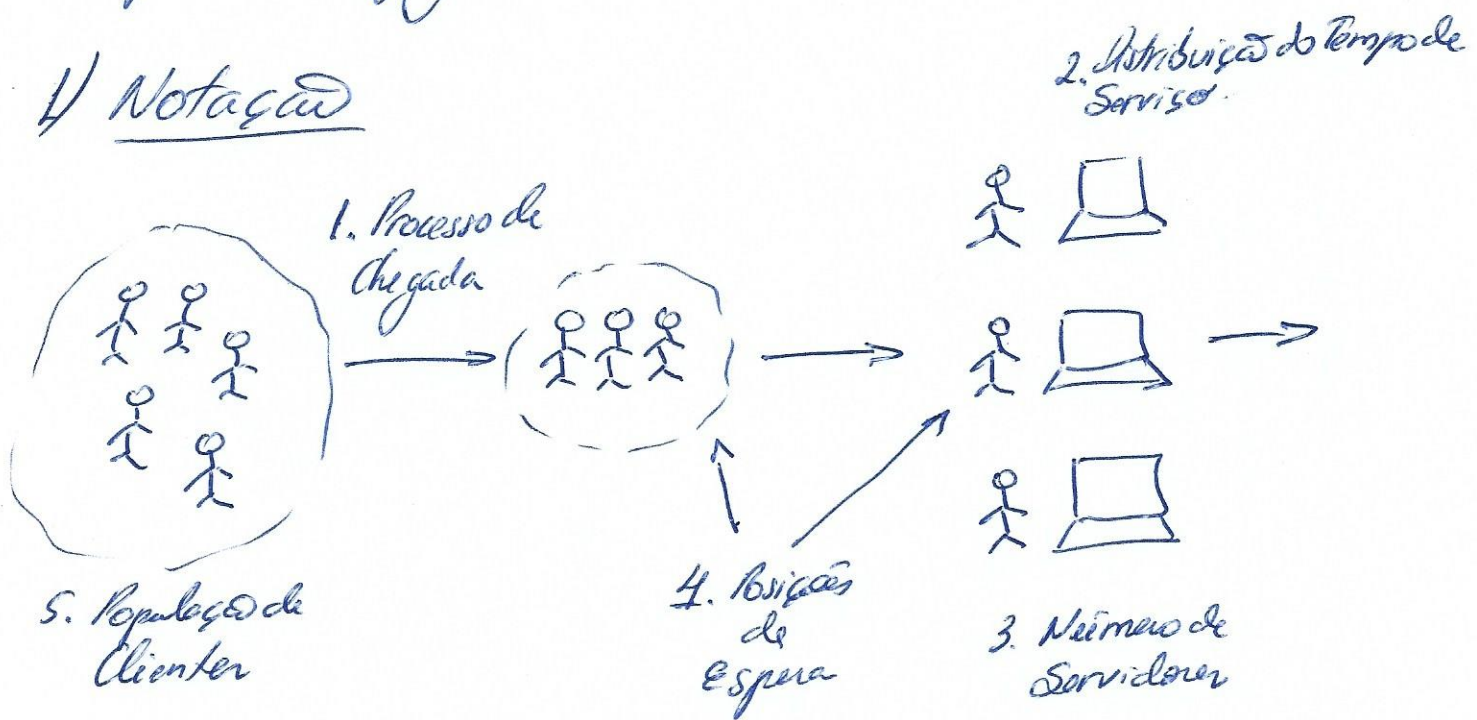 1) Notação
2. Distribuição do Tempo de
Serviço.
1. Processo de
Chegada
5. População de
Clientes
4. Posições
de
Espera
3. Número de
Servidores